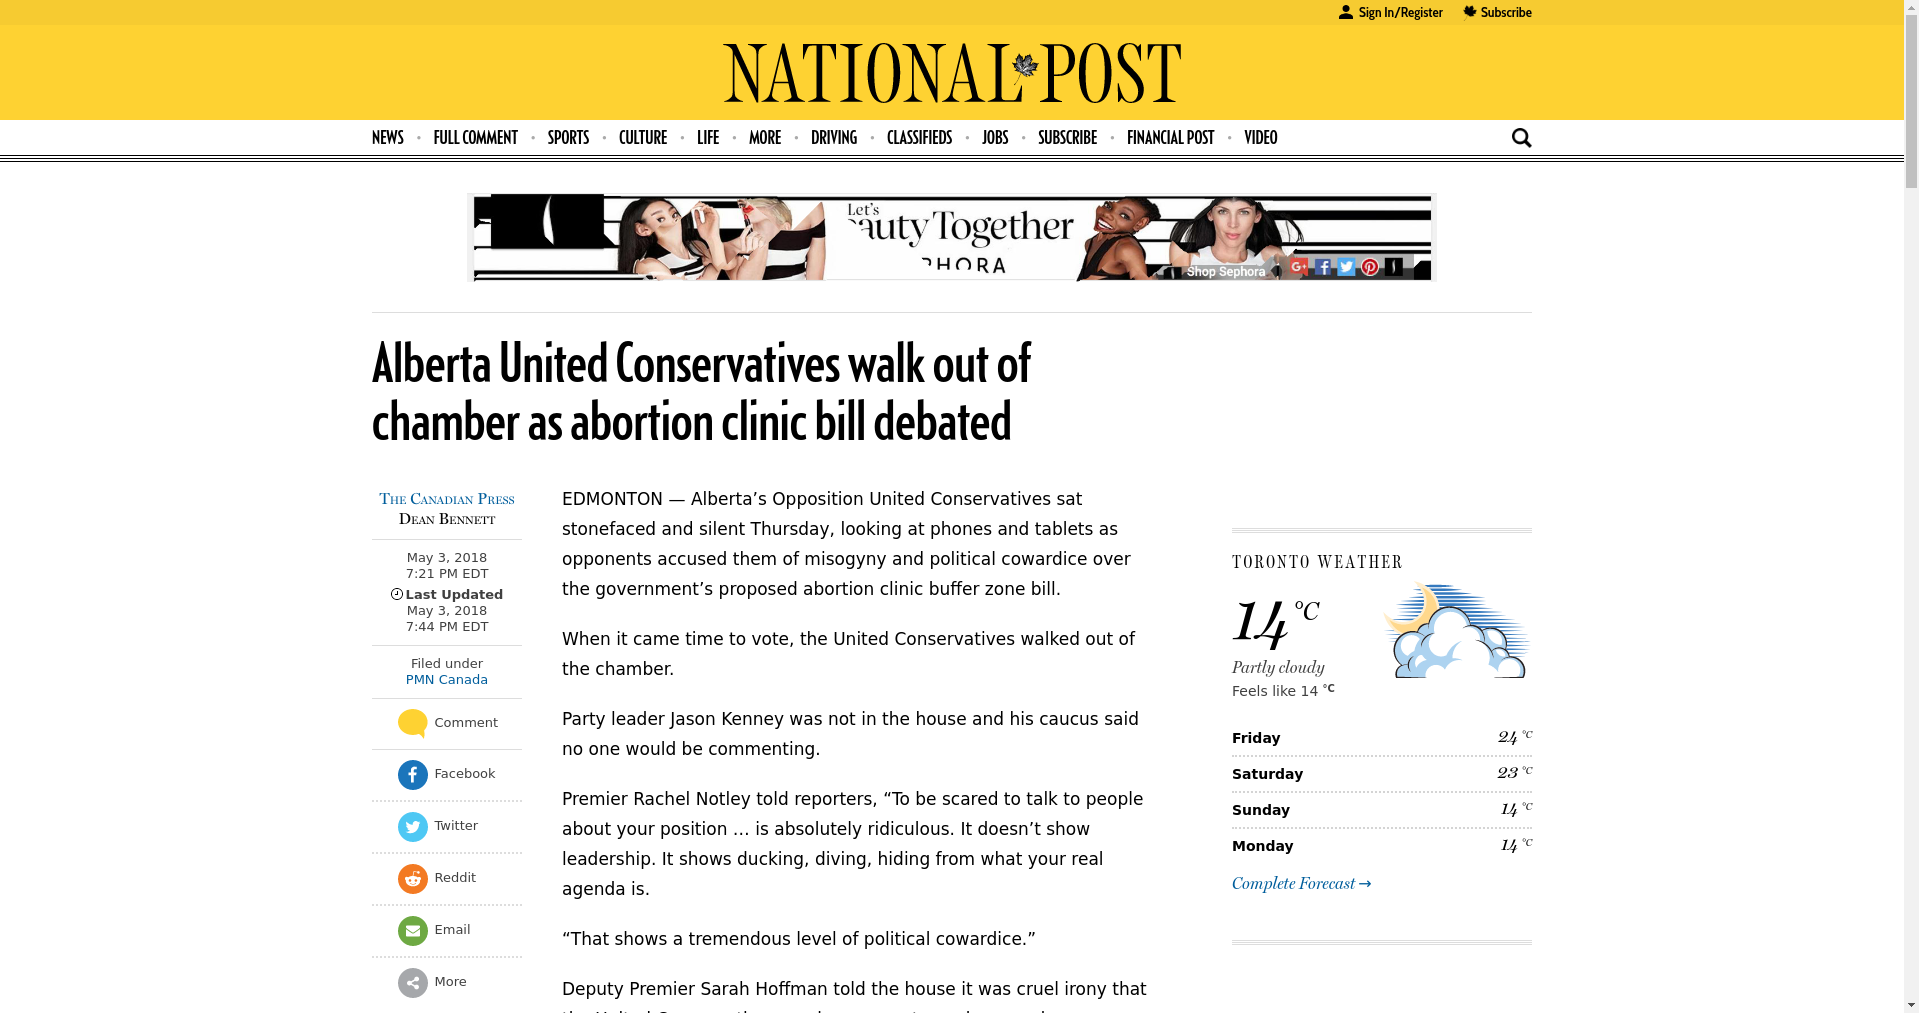 Sign In/Register
Subscribe
NATIONAL POST
NEWS
FULL COMMENT
SPORTS
CULTURE
LIFE
MORE
DRIVING
CLASSIFIEDS
JOBS
SUBSCRIBE
FINANCIAL POST
VIDEO
Let's
Together
Shop Sephora
Alberta United Conservatives walk out of
chamber as abortion clinic bill debated
THE CANADIAN PRESS
DEAN BENNETT
May 3, 2018
7:21 PM EDT
Last Updated
May 3, 2018
7:44 PM EDT
Filed under
PMN Canada
Comment
Facebook
Twitter
Reddit
Email
More
EDMONTON — Alberta’s Opposition United Conservatives sat
stonefaced and silent Thursday, looking at phones and tablets as
opponents accused them of misogyny and political cowardice over
the government’s proposed abortion clinic buffer zone bill.
When it came time to vote, the United Conservatives walked out of
the chamber.
Party leader Jason Kenney was not in the house and his caucus said
no one would be commenting.
Premier Rachel Notley told reporters, “To be scared to talk to people
about your position … is absolutely ridiculous. It doesn’t show
leadership. It shows ducking, diving, hiding from what your real
agenda is.
“That shows a tremendous level of political cowardice.”
Deputy Premier Sarah Hoffman told the house it was cruel irony that
TORONTO WEATHER
14 °C
Partly cloudy
Feels like 14 °C
Friday 24 °C
Saturday 23 °C
Sunday 14 °C
Monday 14 °C
Complete Forecast →